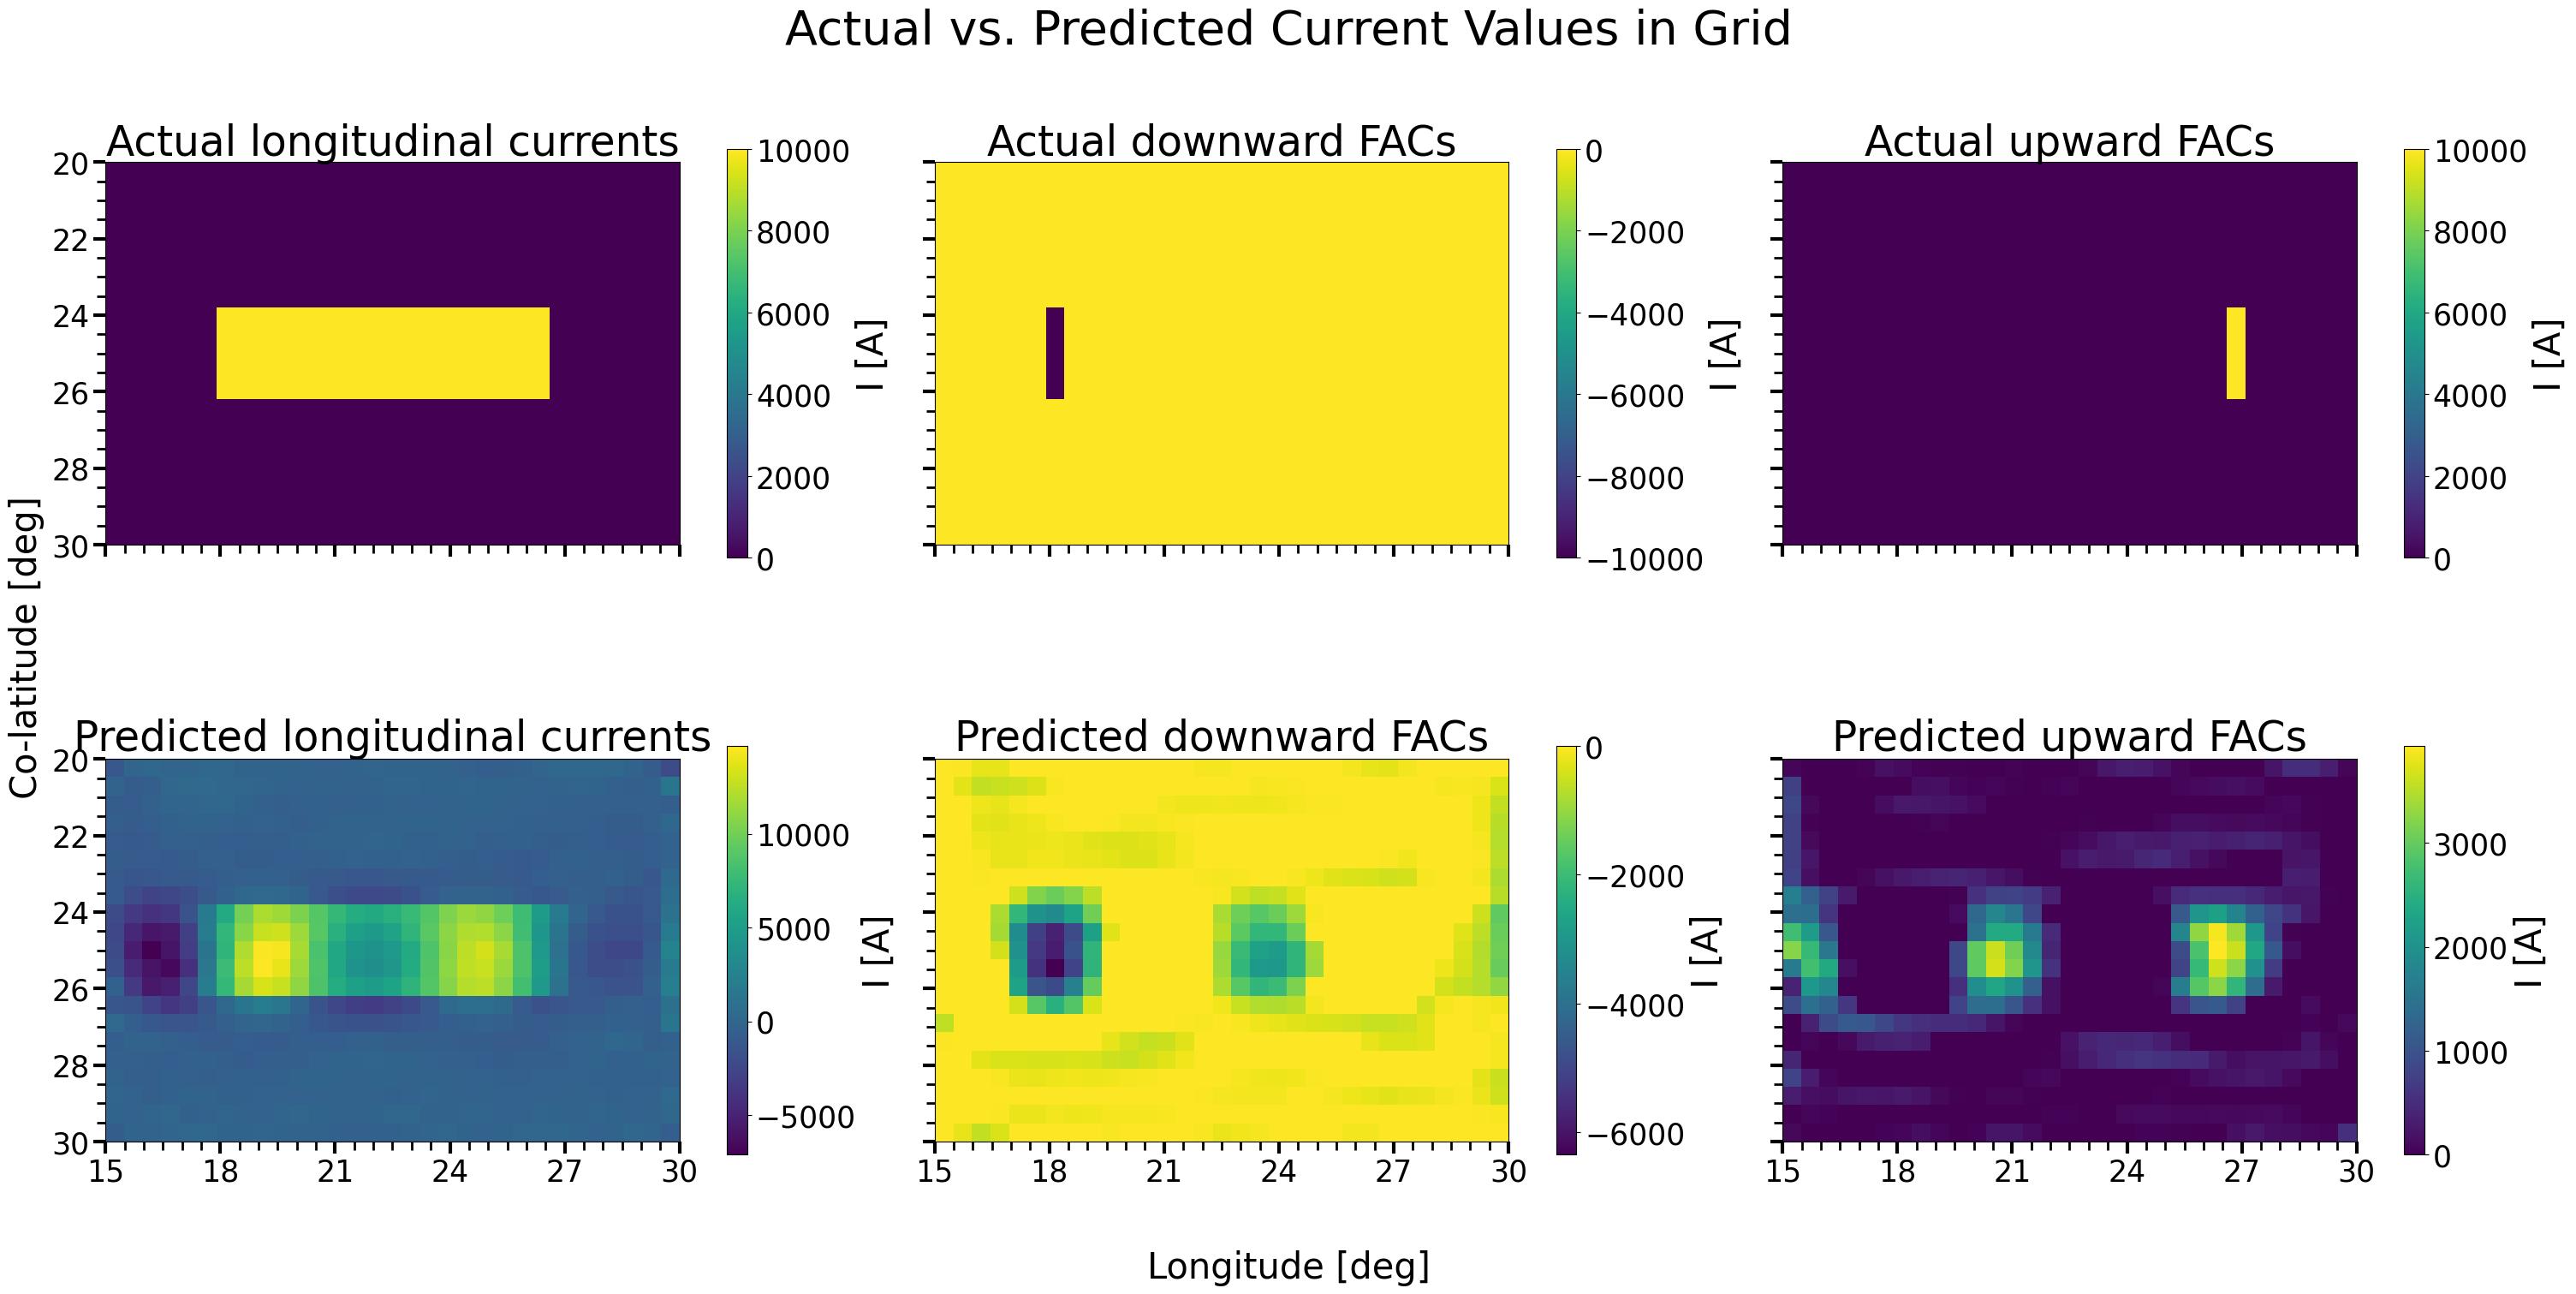 Actual vs. Predicted Current Values in Grid
Actual longitudinal currents
Actual downward FACs
Actual upward FACs
20
22
24
26
28
30
10000
8000
6000
4000
2000
0
I [A]
0
−2000
−4000
−6000
−8000
−10000
I [A]
10000
8000
6000
4000
2000
0
I [A]
Co-latitude [deg]
Predicted longitudinal currents
Predicted downward FACs
Predicted upward FACs
20
22
24
26
28
30
15 18 21 24 27 30
10000
5000
0
−5000
I [A]
15 18 21 24 27 30
0
−2000
−4000
−6000
I [A]
15 18 21 24 27 30
3000
2000
1000
0
I [A]
Longitude [deg]